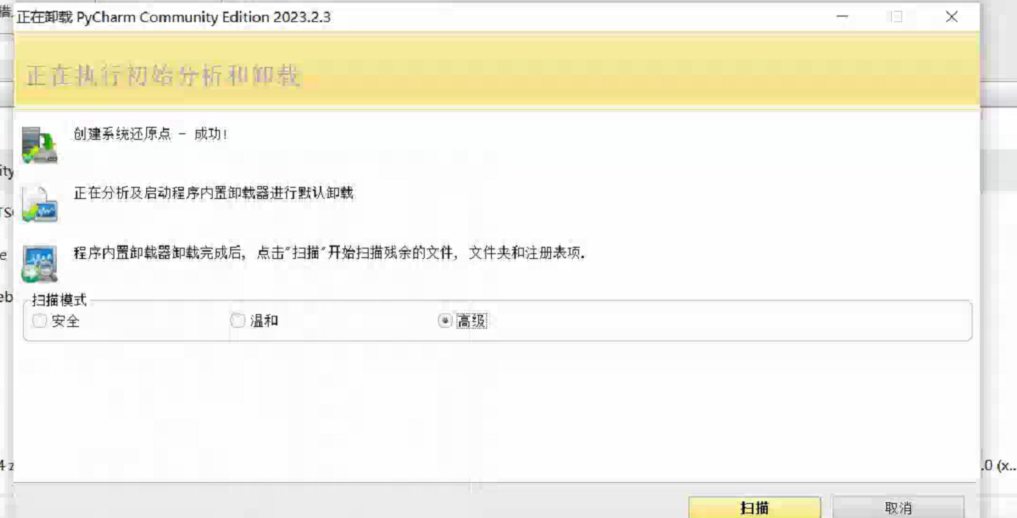 正在卸载 PyCharm Community Edition 2023.2.3
正在执行初始分析和卸载
创建系统还原点 - 成功!
正在分析及启动程序内置卸载器进行默认卸载
程序内置卸载器卸载完成后, 点击"扫描"开始扫描残余的文件, 文件夹和注册表项.
扫描模式
安全 温和 高级
.0 (x...
扫描 取消